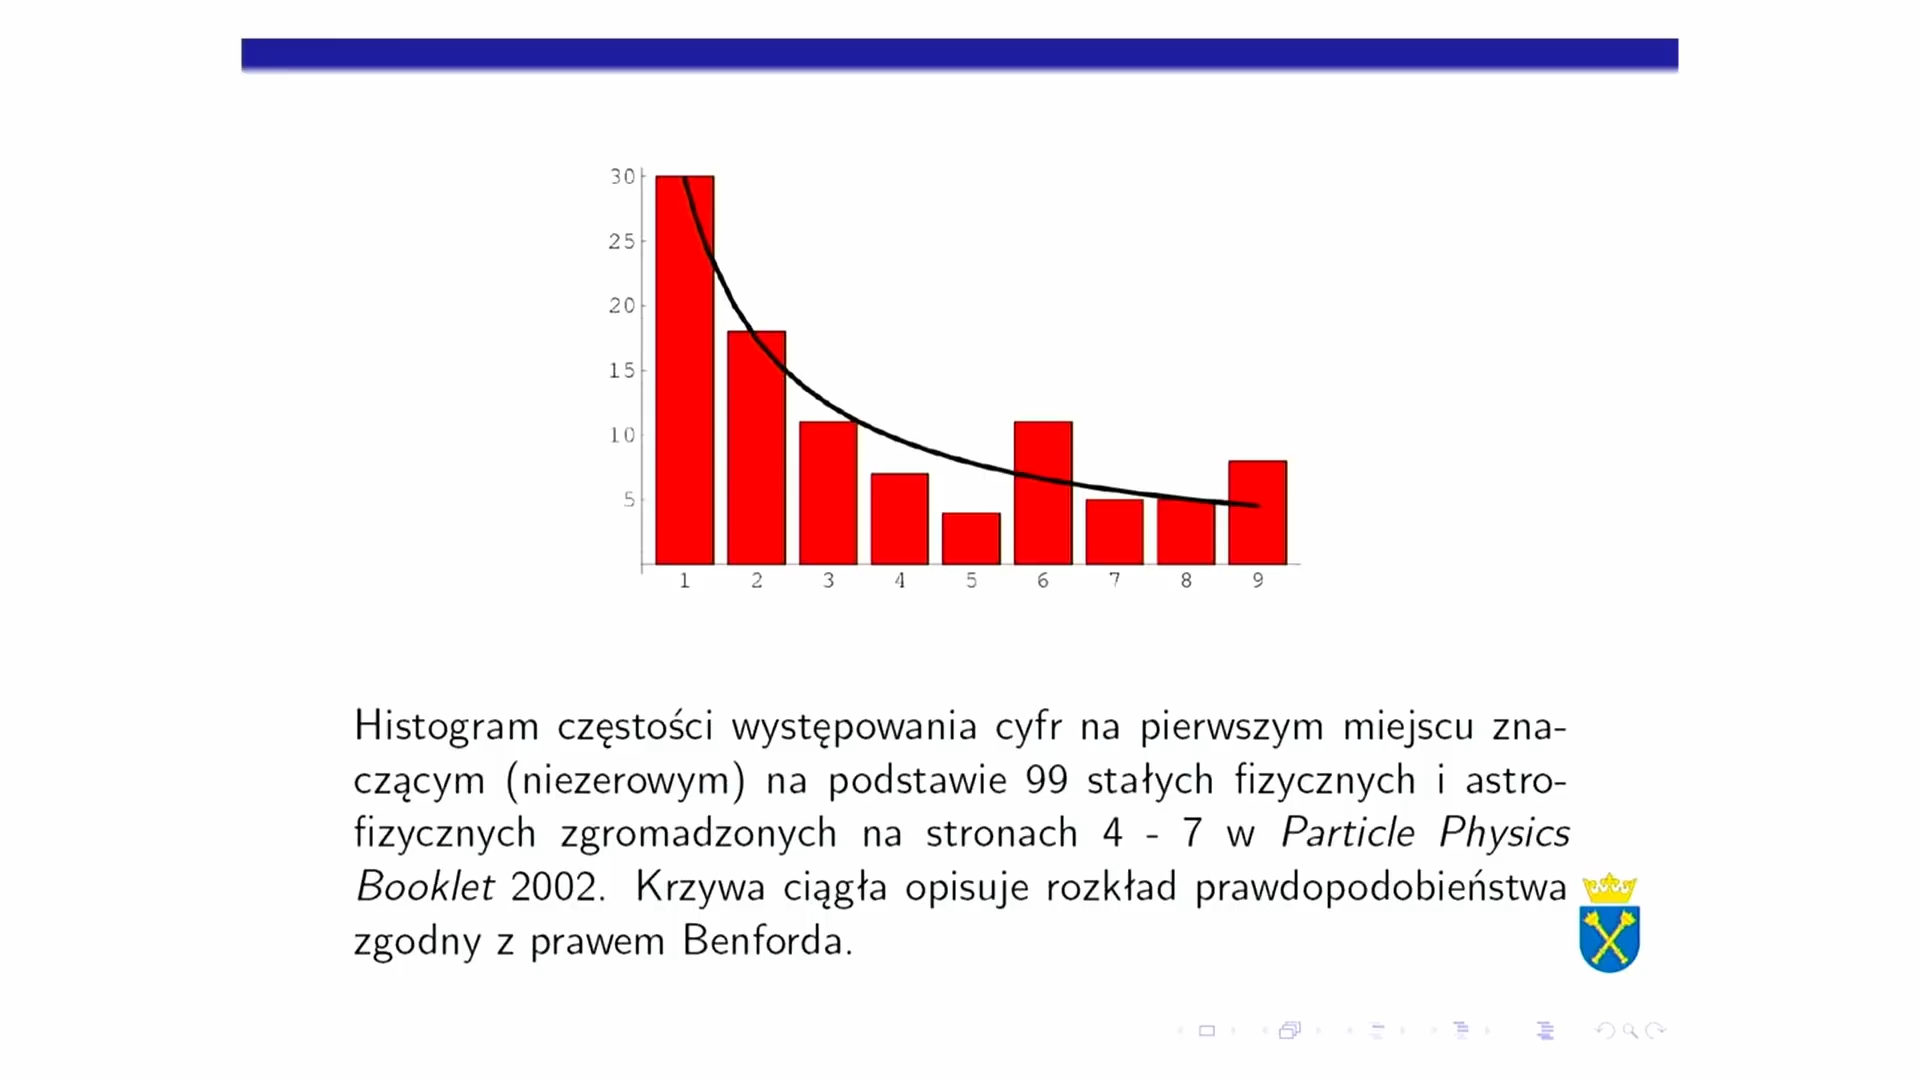 30
25
20
15
10
5
1 2 3 4 5 6 7 8 9
Histogram częstości występowania cyfr na pierwszym miejscu zna-
czącym (niezerowym) na podstawie 99 stałych fizycznych i astro-
fizycznych zgromadzonych na stronach 4 - 7 w Particle Physics
Booklet 2002. Krzywa ciągła opisuje rozkład prawdopodobieństwa
zgodny z prawem Benforda.